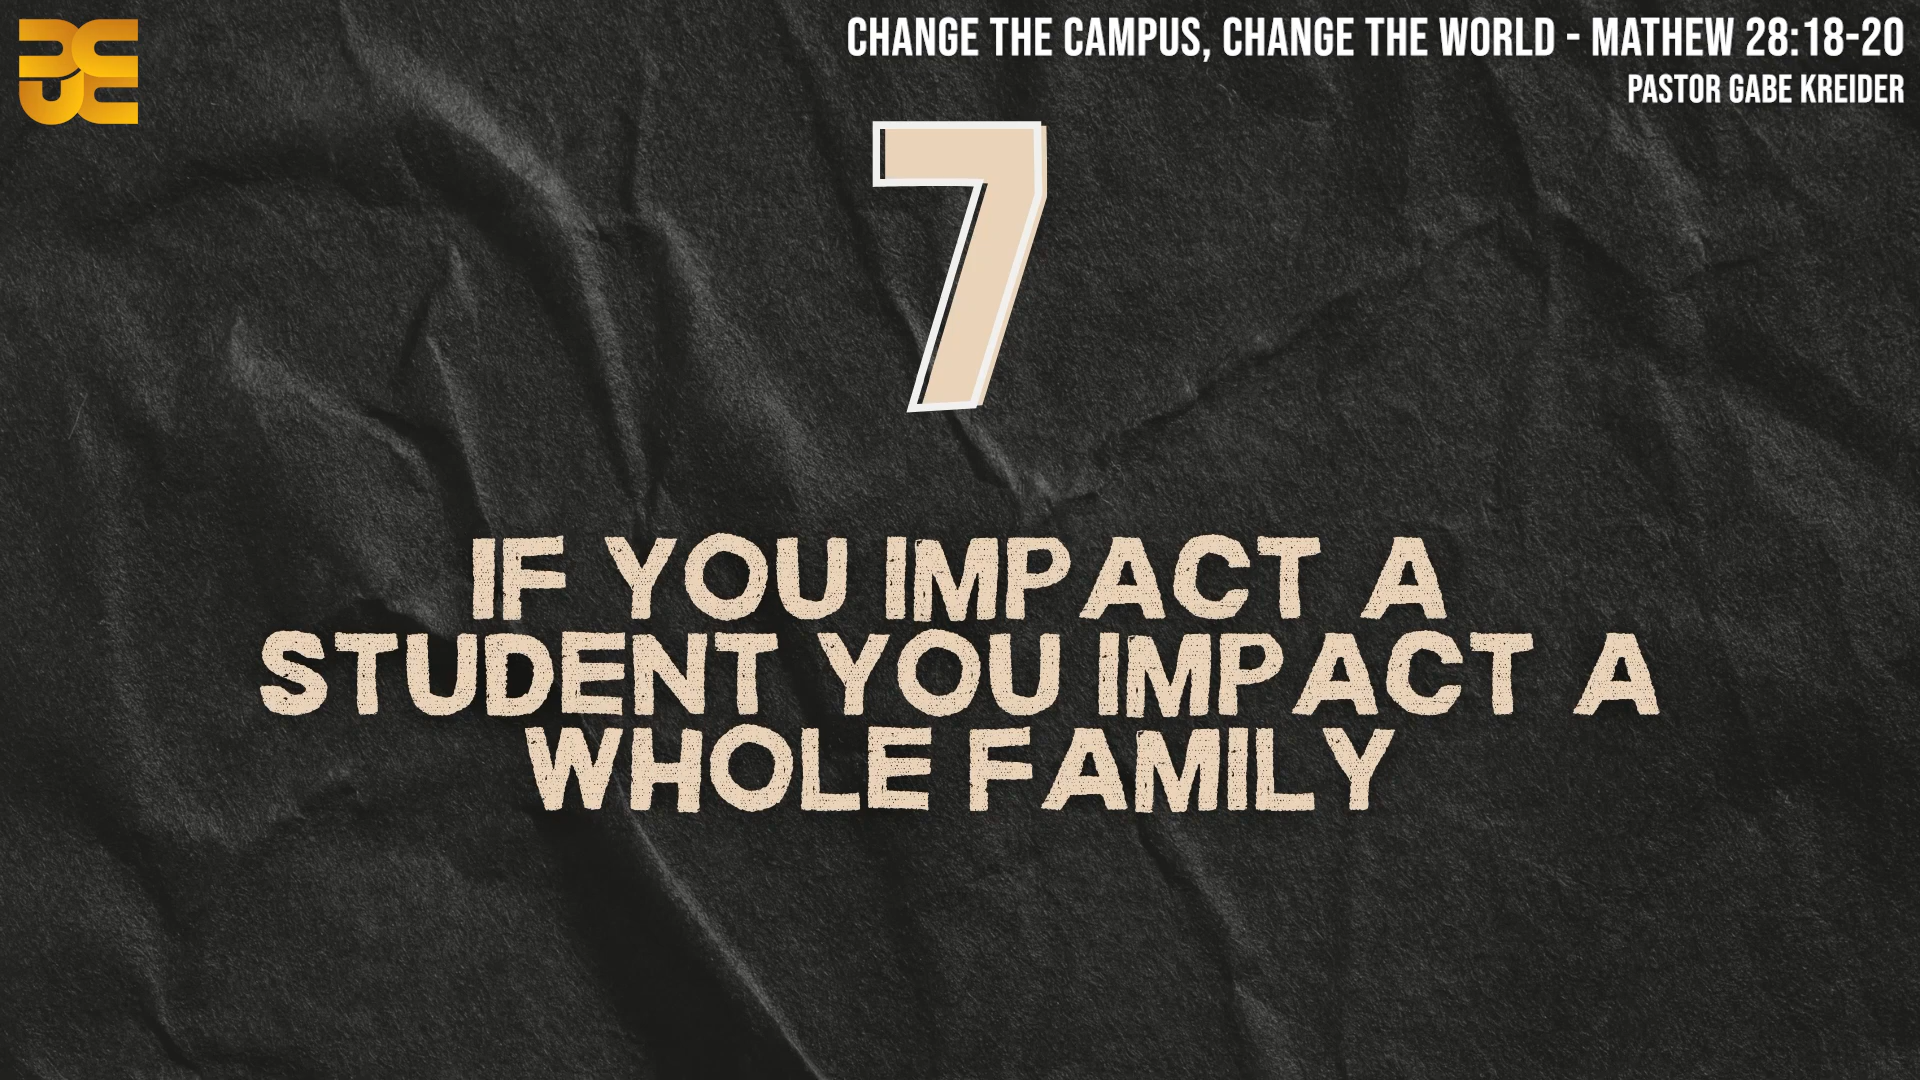 CHANGE THE CAMPUS, CHANGE THE WORLD - MATHEW 28:18-20
PASTOR GABE KREIDER
7
IF YOU IMPACT A
STUDENT YOU IMPACT A
WHOLE FAMILY